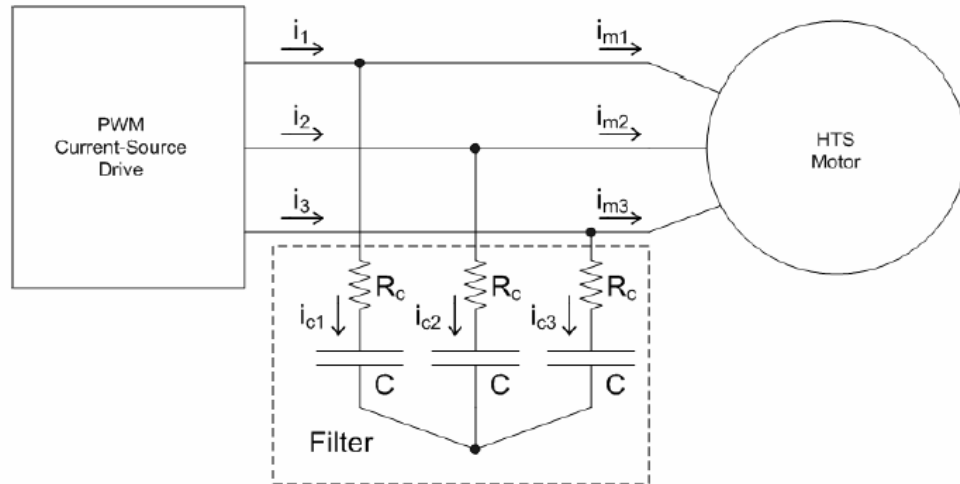 i1
im1
PWM
Current-Source
Drive
i2
im2
HTS
Motor
i3
im3
Rc
Rc
Rc
ic1
ic2
ic3
C
C
C
Filter